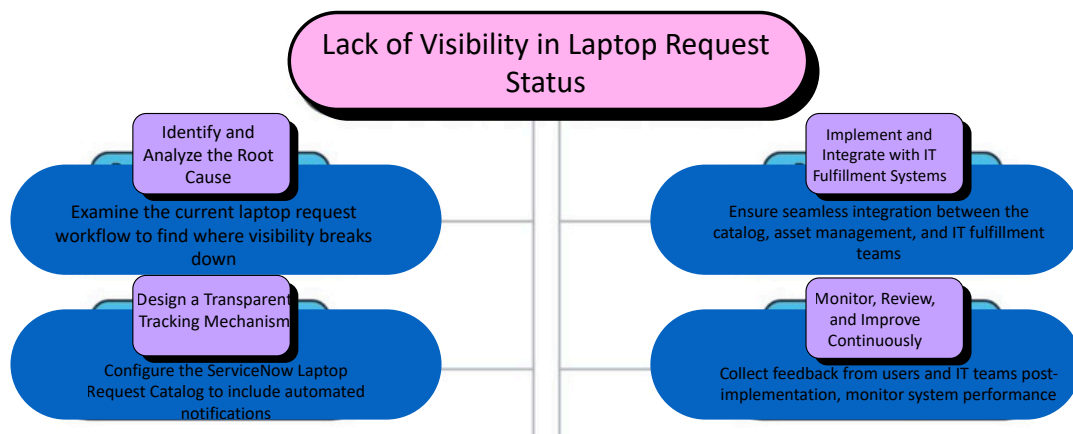 Lack of Visibility in Laptop Request
Status
Identify and
Analyze the Root
Cause
Examine the current laptop request
workflow to find where visibility breaks
down
Design a Transparent
Tracking Mechanism
Configure the ServiceNow Laptop
Request Catalog to include automated
notifications
Implement and
Integrate with IT
Fulfillment Systems
Ensure seamless integration between the
catalog, asset management, and IT fulfillment
teams
Monitor, Review,
and Improve
Continuously
Collect feedback from users and IT teams post-
implementation, monitor system performance